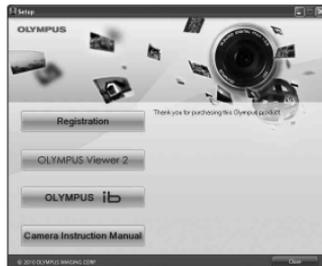 Setup
OLYMPUS
Thank you for purchasing this Olympus product.
Registration
OLYMPUS Viewer 2
OLYMPUS ib
Camera Instruction Manual
© 2010 OLYMPUS IMAGING CORP.
Close